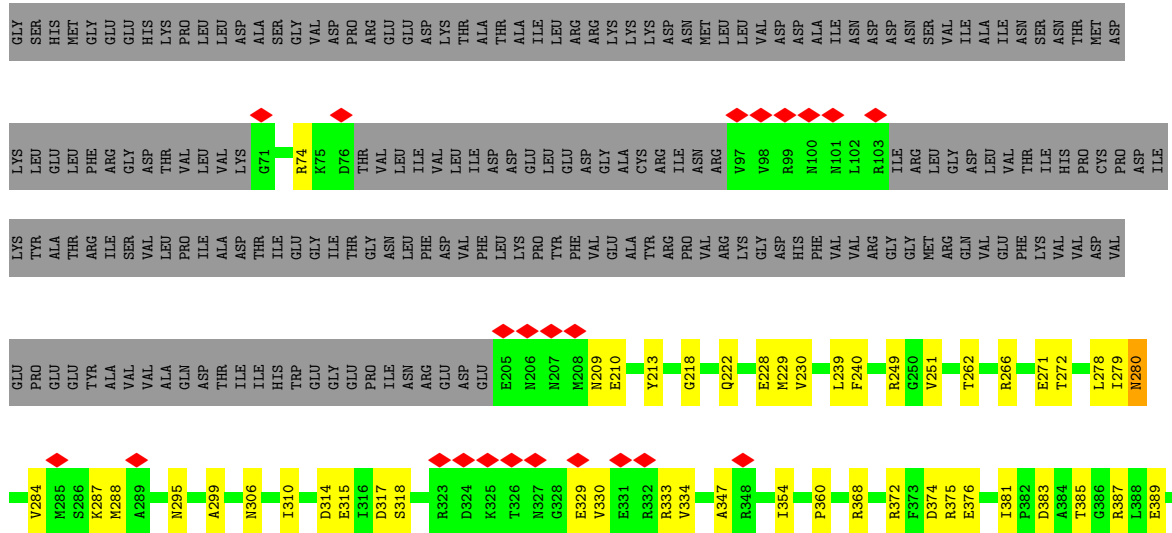 GLY SER HIS MET GLY GLU GLU HIS LYS PRO LEU LEU ASP ALA SER GLY VAL ASP PRO ARG GLU GLU ASP LYS THR ALA THR ALA ILE LEU ARG ARG LYS LYS LYS ASP ASN MET LEU LEU VAL ASP ASP ALA ILE ASN ASP ASP ASN SER VAL ILE ALA ILE ASN SER ASN THR MET ASP
LYS LEU GLU LEU PHE ARG GLY ASP THR VAL LEU VAL LYS G71 R74 K75 D76 THR VAL LEU ILE VAL LEU ILE ASP ASP GLU LEU GLU ASP GLY ALA CYS ARG ILE ASN ARG V97 V98 R99 N100 N101 L102 R103 ILE ARG LEU GLY ASP LEU VAL THR ILE HIS PRO CYS PRO ASP ILE
LYS TYR ALA THR ARG ILE SER VAL LEU PRO ILE ALA ASP THR ILE GLU GLY ILE THR GLY ASN LEU PHE ASP VAL PHE LEU LYS PRO TYR PHE VAL GLU ALA TYR ARG PRO VAL ARG LYS GLY ASP HIS PHE VAL VAL ARG GLY GLY MET ARG GLN VAL GLU PHE LYS VAL VAL ASP VAL
GLU PRO GLU GLU TYR ALA VAL VAL ALA GLN ASP THR ILE ILE HIS TRP GLU GLY GLU PRO ILE ASN ARG GLU ASP GLU E205 N206 N207 M208 N209 E210 Y213 G218 Q222 E228 M229 V230 L239 F240 R249 G250 V251 T262 R266 E271 T272 L278 I279 N280
V284 M285 S286 K287 M288 A289 N295 A299 N306 I310 D314 E315 I316 D317 S318 R323 D324 K325 T326 N327 G328 E329 V330 E331 R332 R333 V334 A347 R348 I354 P360 R368 R372 F373 D374 R375 E376 I381 P382 D383 A384 T385 G386 R387 L388 E389